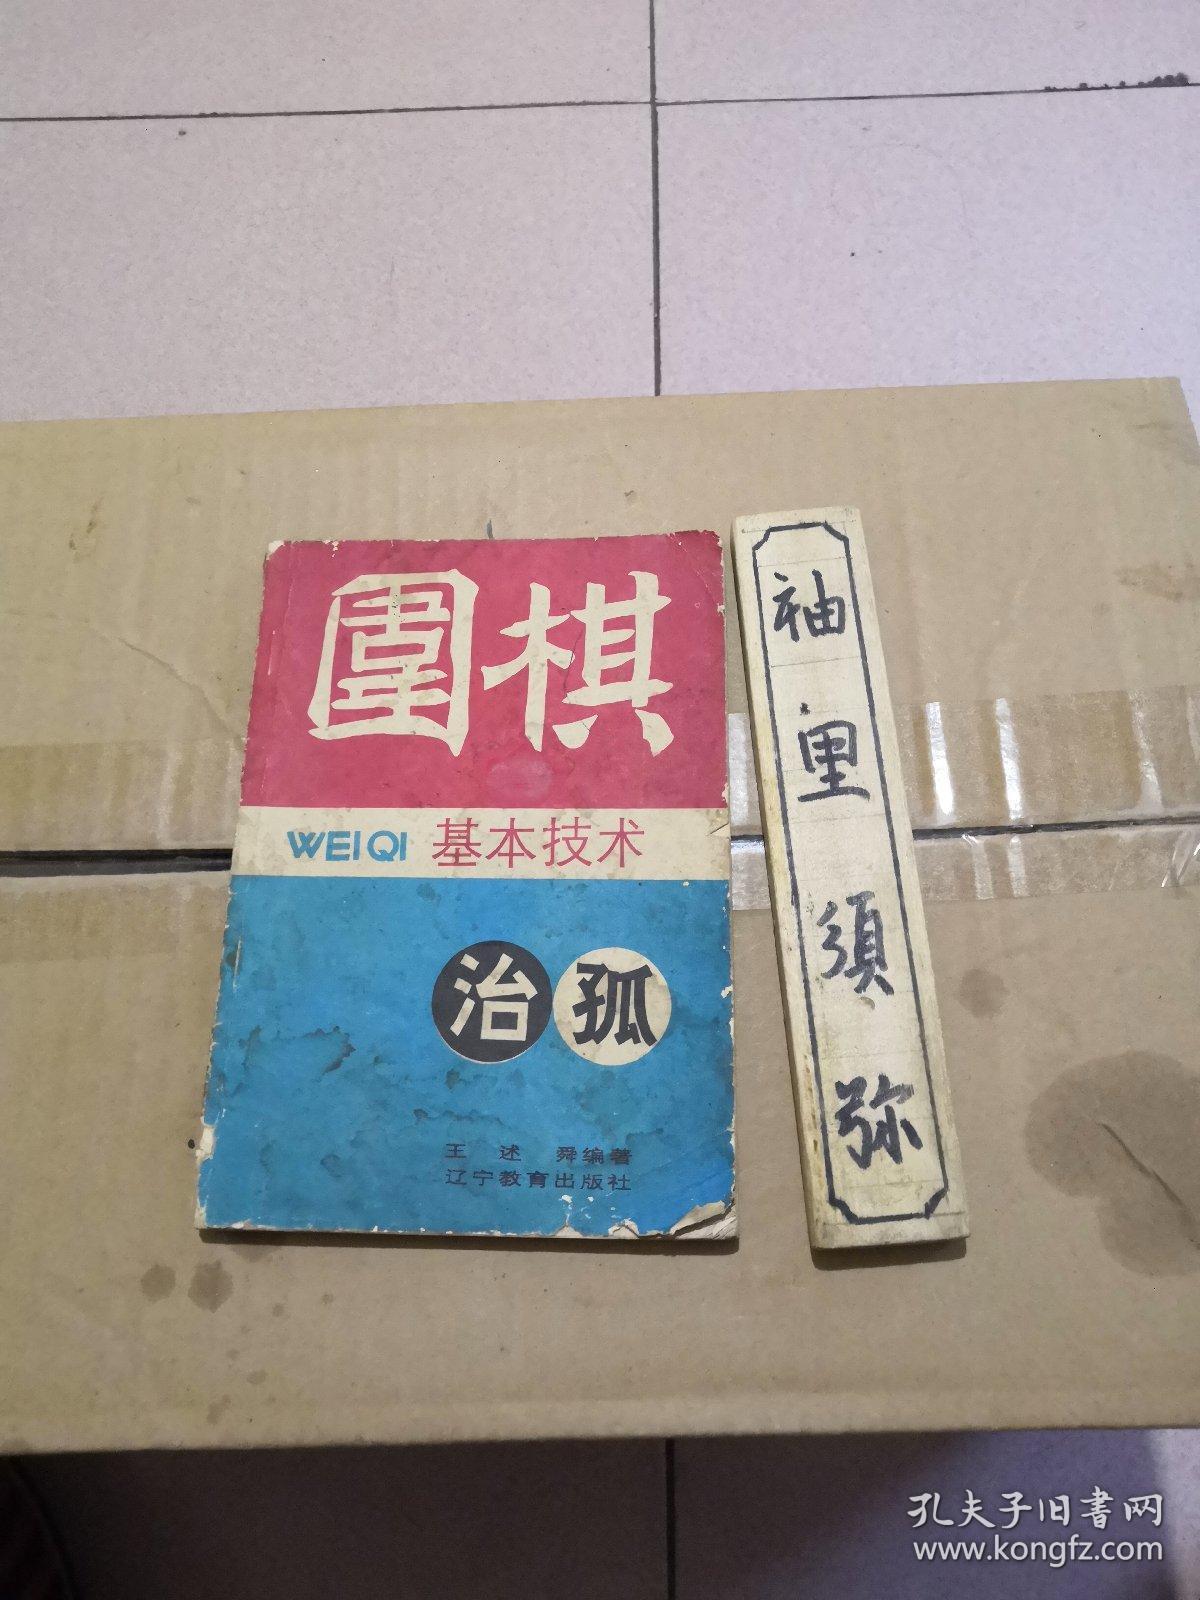 圍棋
WEIQI 基本技术
治孤
王 述 舜编著
辽宁教育出版社
袖里須弥
孔夫子旧书网
www.kongfz.com